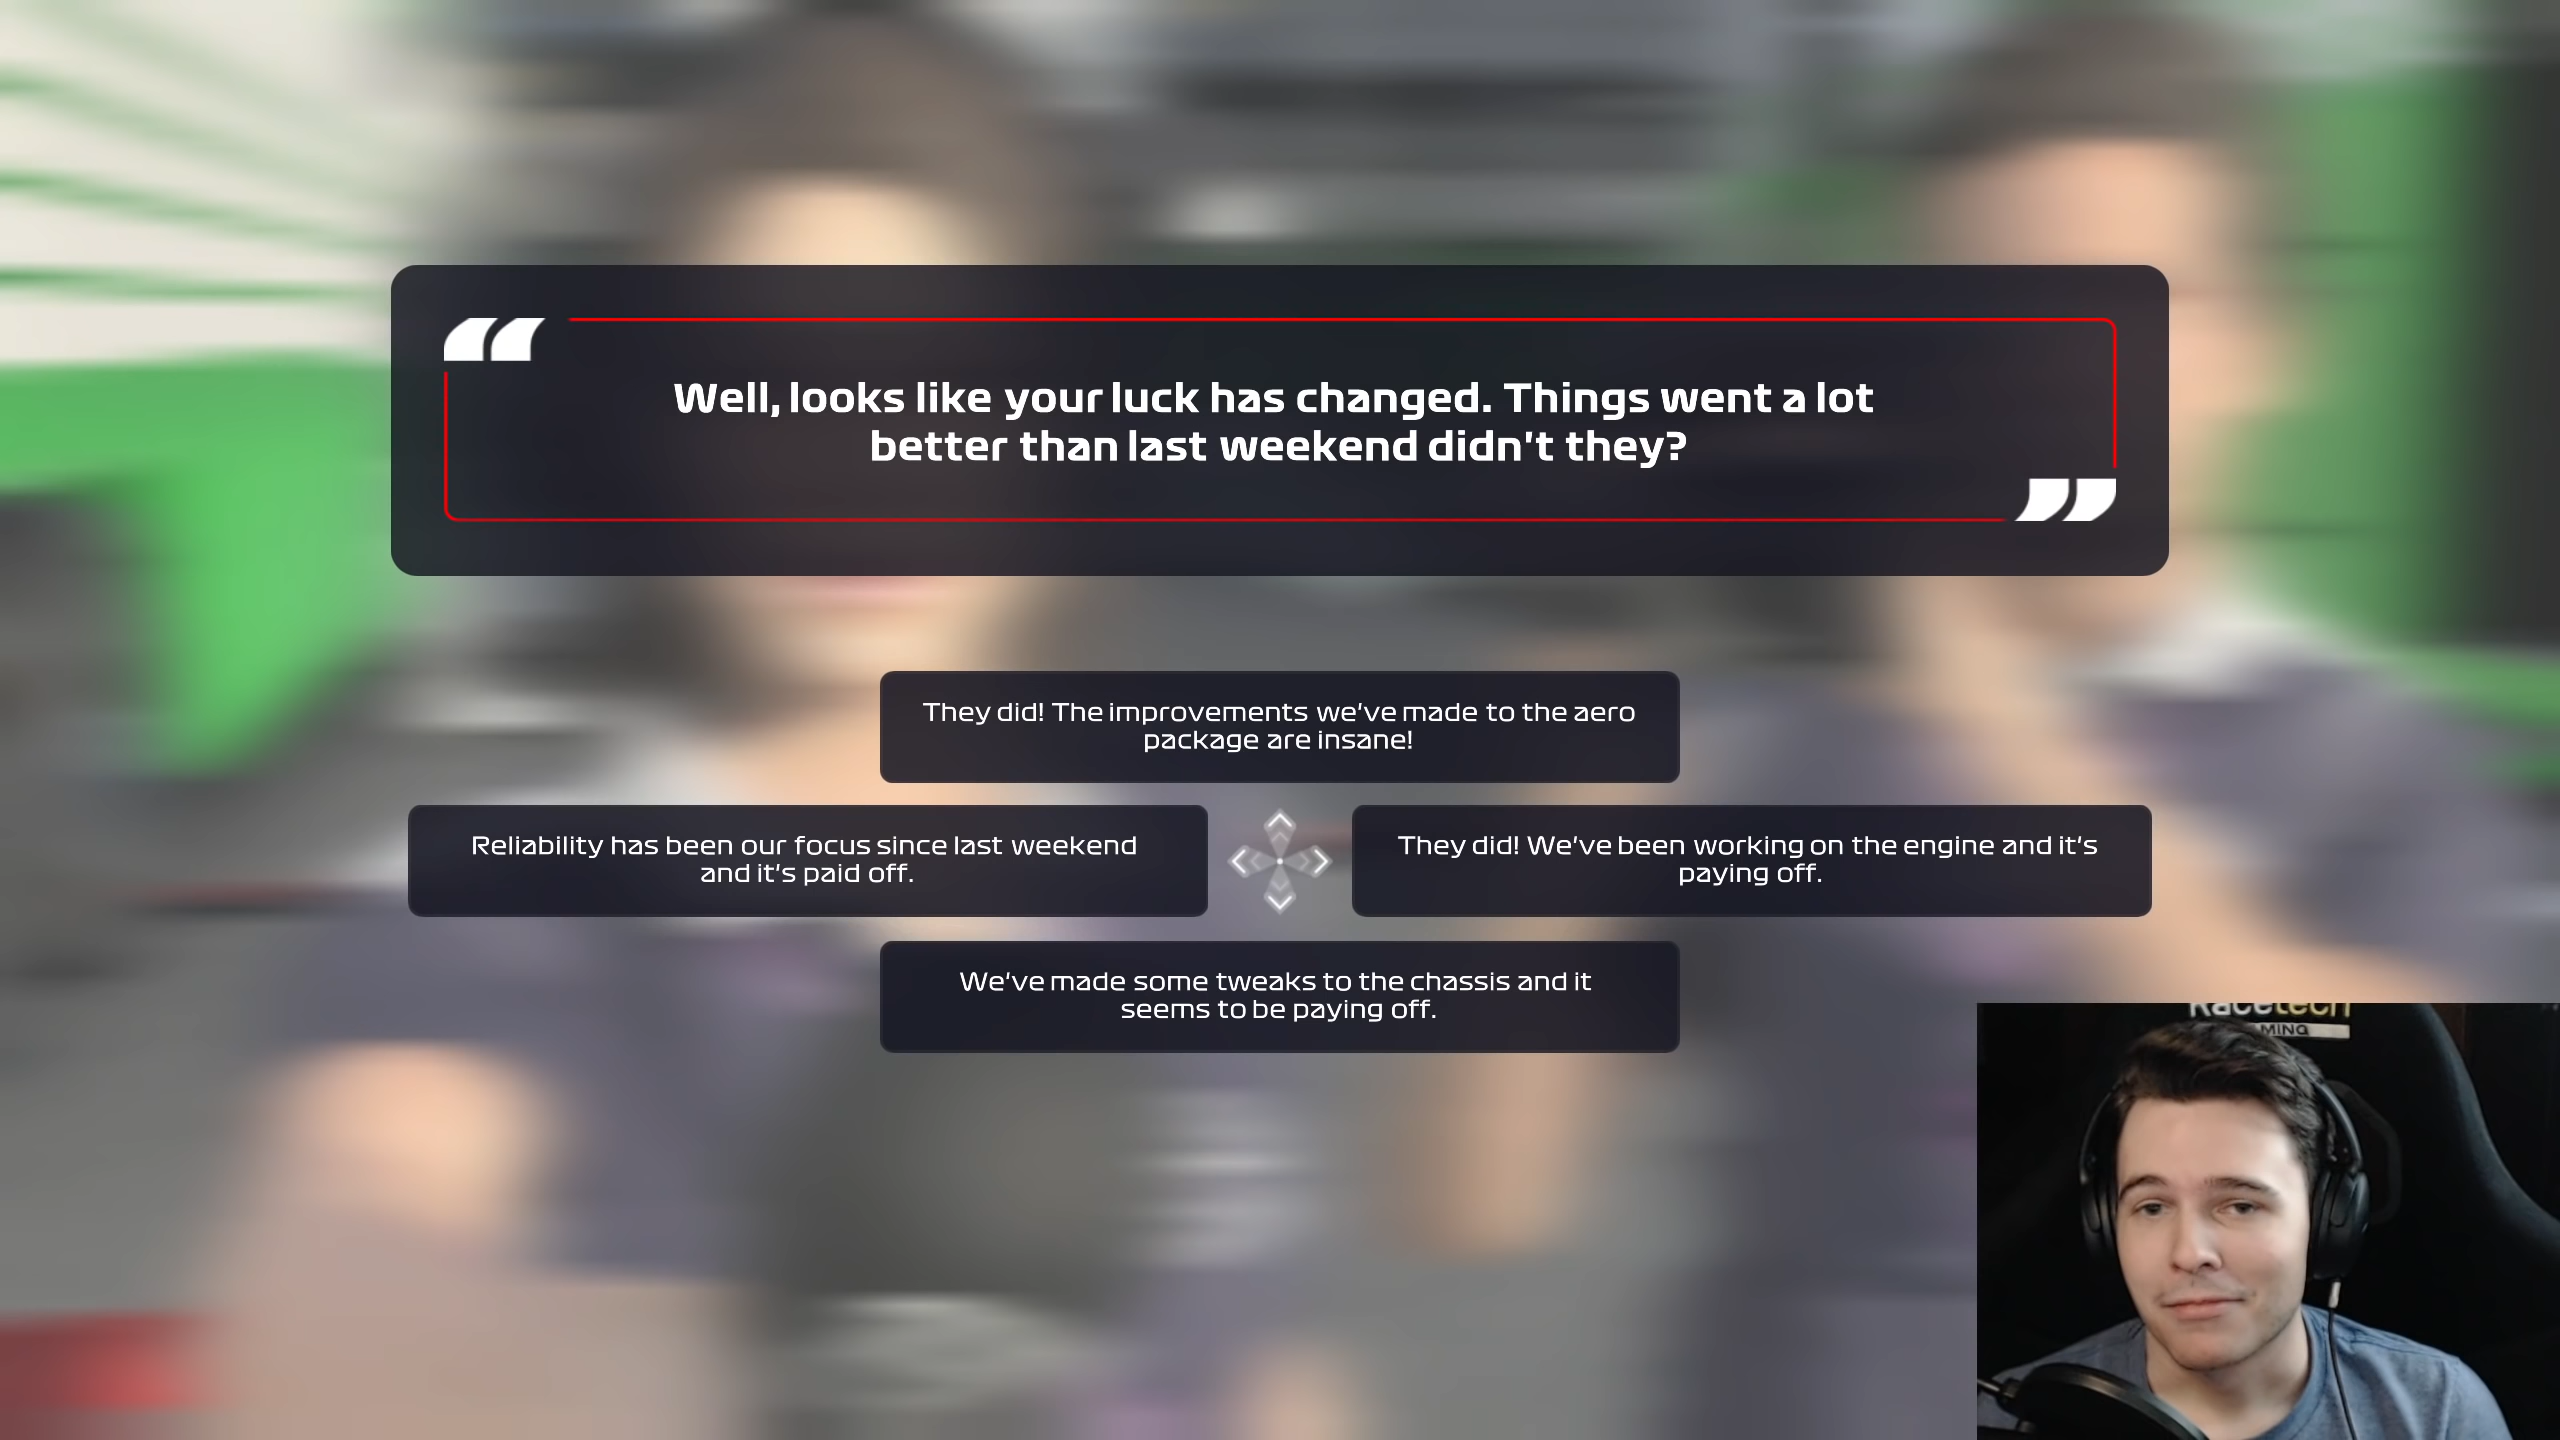 Well, looks like your luck has changed. Things went a lot
better than last weekend didn't they?
They did! The improvements we've made to the aero
package are insane!
Reliability has been our focus since last weekend
and it's paid off.
They did! We've been working on the engine and it's
paying off.
We've made some tweaks to the chassis and it
seems to be paying off.
Racetech
MING